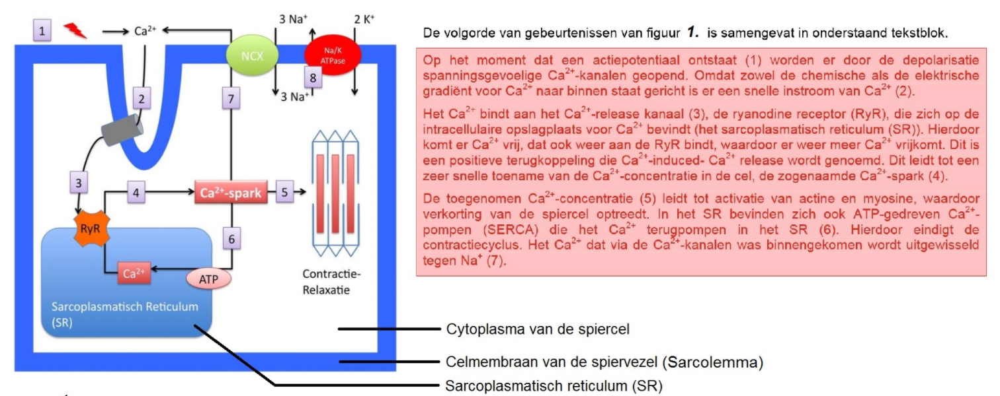 1
Ca²⁺
3 Na⁺
2 K⁺
NCX
Na/K
ATPase
8
2
7
3 Na⁺
3
4
Ca²⁺-spark
5
RyR
6
Ca²⁺
ATP
Contractie-
Relaxatie
Sarcoplasmatisch Reticulum
(SR)
De volgorde van gebeurtenissen van figuur 1. is samengevat in onderstaand tekstblok.
Op het moment dat een actiepotentiaal ontstaat (1) worden er door de depolarisatie
spanningsgevoelige Ca²⁺-kanalen geopend. Omdat zowel de chemische als de elektrische
gradiënt voor Ca²⁺ naar binnen staat gericht is er een snelle instroom van Ca²⁺ (2).
Het Ca²⁺ bindt aan het Ca²⁺-release kanaal (3), de ryanodine receptor (RyR), die zich op de
intracellulaire opslagplaats voor Ca²⁺ bevindt (het sarcoplasmatisch reticulum (SR)). Hierdoor
komt er Ca²⁺ vrij, dat ook weer aan de RyR bindt, waardoor er weer meer Ca²⁺ vrijkomt. Dit is
een positieve terugkoppeling die Ca²⁺-induced- Ca²⁺ release wordt genoemd. Dit leidt tot een
zeer snelle toename van de Ca²⁺-concentratie in de cel, de zogenaamde Ca²⁺-spark (4).
De toegenomen Ca²⁺-concentratie (5) leidt tot activatie van actine en myosine, waardoor
verkorting van de spiercel optreedt. In het SR bevinden zich ook ATP-gedreven Ca²⁺-
pompen (SERCA) die het Ca²⁺ terugpompen in het SR (6). Hierdoor eindigt de
contractiecyclus. Het Ca²⁺ dat via de Ca²⁺-kanalen was binnengekomen wordt uitgewisseld
tegen Na⁺ (7).
Cytoplasma van de spiercel
Celmembraan van de spiervezel (Sarcolemma)
Sarcoplasmatisch reticulum (SR)